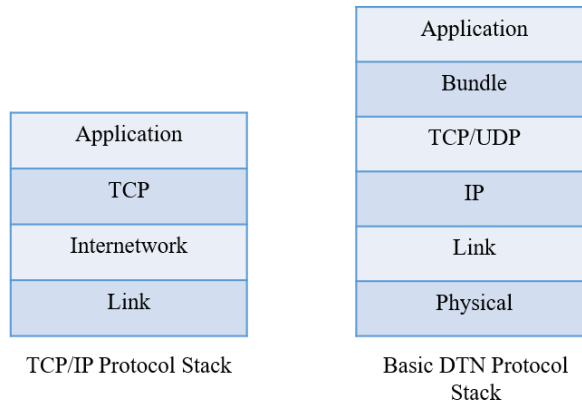 Application
TCP
Internetwork
Link
TCP/IP Protocol Stack
Application
Bundle
TCP/UDP
IP
Link
Physical
Basic DTN Protocol
Stack